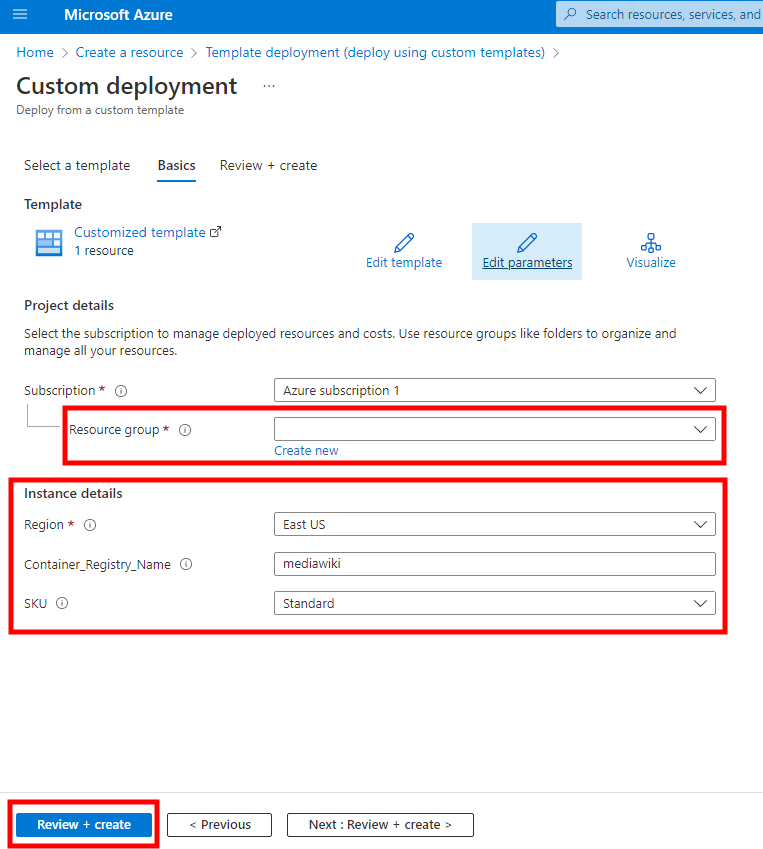 Microsoft Azure
Search resources, services, and
Home > Create a resource > Template deployment (deploy using custom templates) >
Custom deployment ...
Deploy from a custom template
Select a template Basics Review + create
Template
Customized template
1 resource
Edit template Edit parameters Visualize
Project details
Select the subscription to manage deployed resources and costs. Use resource groups like folders to organize and
manage all your resources.
Subscription * Azure subscription 1
Resource group *
Create new
Instance details
Region * East US
Container_Registry_Name mediawiki
SKU Standard
Review + create < Previous Next : Review + create >